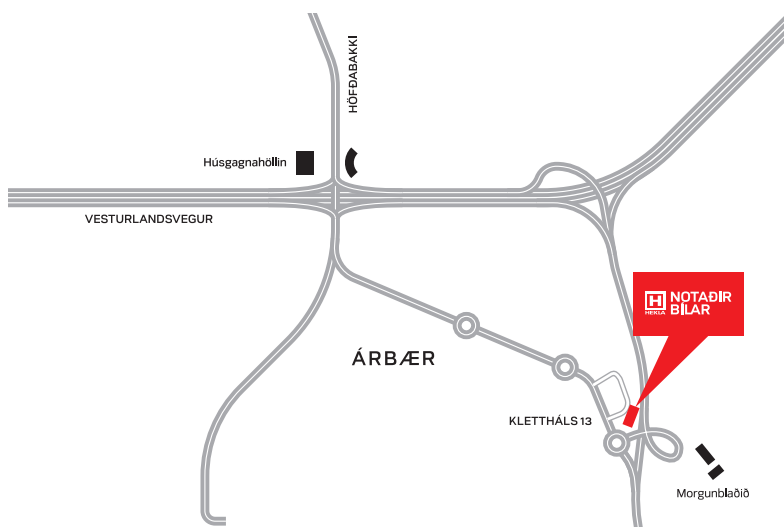 HÖFÐABAKKI
Húsgagnahöllin
VESTURLANDSVEGUR
H
HEKLA
NOTAÐIR
BÍLAR
ÁRBÆR
KLETTHÁLS 13
Morgunblaðið